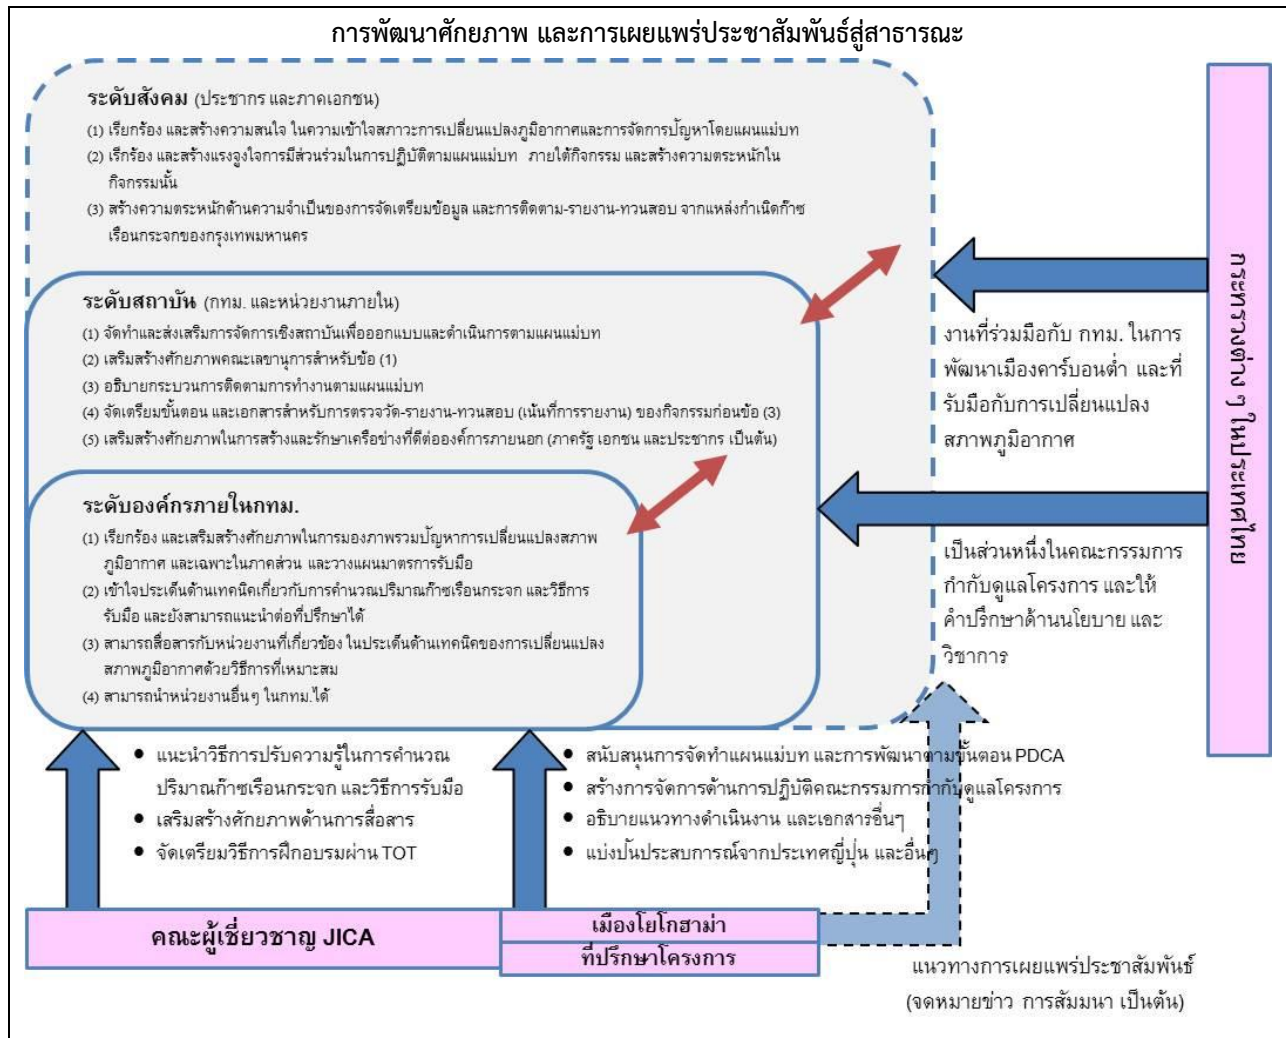 การพัฒนาศักยภาพ และการเผยแพร่ประชาสัมพันธ์สู่สาธารณะ
ระดับสังคม (ประชากร และภาคเอกชน)
(1) เรียกร้อง และสร้างความสนใจ ในความเข้าใจสภาวะการเปลี่ยนแปลงภูมิอากาศและการจัดการปัญหาโดยแผนแม่บท
(2) เรีกร้อง และสร้างแรงจูงใจการมีส่วนร่วมในการปฏิบัติตามแผนแม่บท ภายใต้กิจกรรม และสร้างความตระหนักใน
กิจกรรมนั้น
(3) สร้างความตระหนักด้านความจำเป็นของการจัดเตรียมข้อมูล และการติดตาม-รายงาน-ทวนสอบ จากแหล่งกำเนิดก๊าซ
เรือนกระจกของกรุงเทพมหานคร
ระดับสถาบัน (กทม. และหน่วยงานภายใน)
(1) จัดทำและส่งเสริมการจัดการเชิงสถาบันเพื่อออกแบบและดำเนินการตามแผนแม่บท
(2) เสริมสร้างศักยภาพคณะเลขานุการสำหรับข้อ (1)
(3) อธิบายกระบวนการติดตามการทำงานตามแผนแม่บท
(4) จัดเตรียมขั้นตอน และเอกสารสำหรับการตรวจวัด-รายงาน-ทวนสอบ (เน้นที่การรายงาน) ของกิจกรรมก่อนข้อ (3)
(5) เสริมสร้างศักยภาพในการสร้างและรักษาเครือข่างที่ดีต่อองค์การภายนอก (ภาครัฐ เอกชน และประชากร เป็นต้น)
ระดับองค์กรภายในกทม.
(1) เรียกร้อง และเสริมสร้างศักยภาพในการมองภาพรวมปัญหาการเปลี่ยนแปลงสภาพ
ภูมิอากาศ และเฉพาะในภาคส่วน และวางแผนมาตรการรับมือ
(2) เข้าใจประเด็นด้านเทคนิคเกี่ยวกับการคำนวณปริมาณก๊าซเรือนกระจก และวิธีการ
รับมือ และยังสามารถแนะนำต่อที่ปรึกษาได้
(3) สามารถสื่อสารกับหน่วยงานที่เกี่ยวข้อง ในประเด็นด้านเทคนิคของการเปลี่ยนแปลง
สภาพภูมิอากาศด้วยวิธีการที่เหมาะสม
(4) สามารถนำหน่วยงานอื่นๆ ในกทม.ได้
กระทรวงต่าง ๆ ในประเทศไทย
งานที่ร่วมมือกับ กทม. ในการ
พัฒนาเมืองคาร์บอนต่ำ และที่
รับมือกับการเปลี่ยนแปลง
สภาพภูมิอากาศ
เป็นส่วนหนึ่งในคณะกรรมการ
กำกับดูแลโครงการ และให้
คำปรึกษาด้านนโยบาย และ
วิชาการ
● แนะนำวิธีการปรับความรู้ในการคำนวณ
ปริมาณก๊าซเรือนกระจก และวิธีการรับมือ
● เสริมสร้างศักยภาพด้านการสื่อสาร
● จัดเตรียมวิธีการฝึกอบรมผ่าน TOT
● สนับสนุนการจัดทำแผนแม่บท และการพัฒนาตามขั้นตอน PDCA
● สร้างการจัดการด้านการปฏิบัติคณะกรรมการกำกับดูแลโครงการ
● อธิบายแนวทางดำเนินงาน และเอกสารอื่นๆ
● แบ่งปันประสบการณ์จากประเทศญี่ปุ่น และอื่นๆ
คณะผู้เชี่ยวชาญ JICA
เมืองโยโกฮาม่า
ที่ปรึกษาโครงการ
แนวทางการเผยแพร่ประชาสัมพันธ์
(จดหมายข่าว การสัมมนา เป็นต้น)